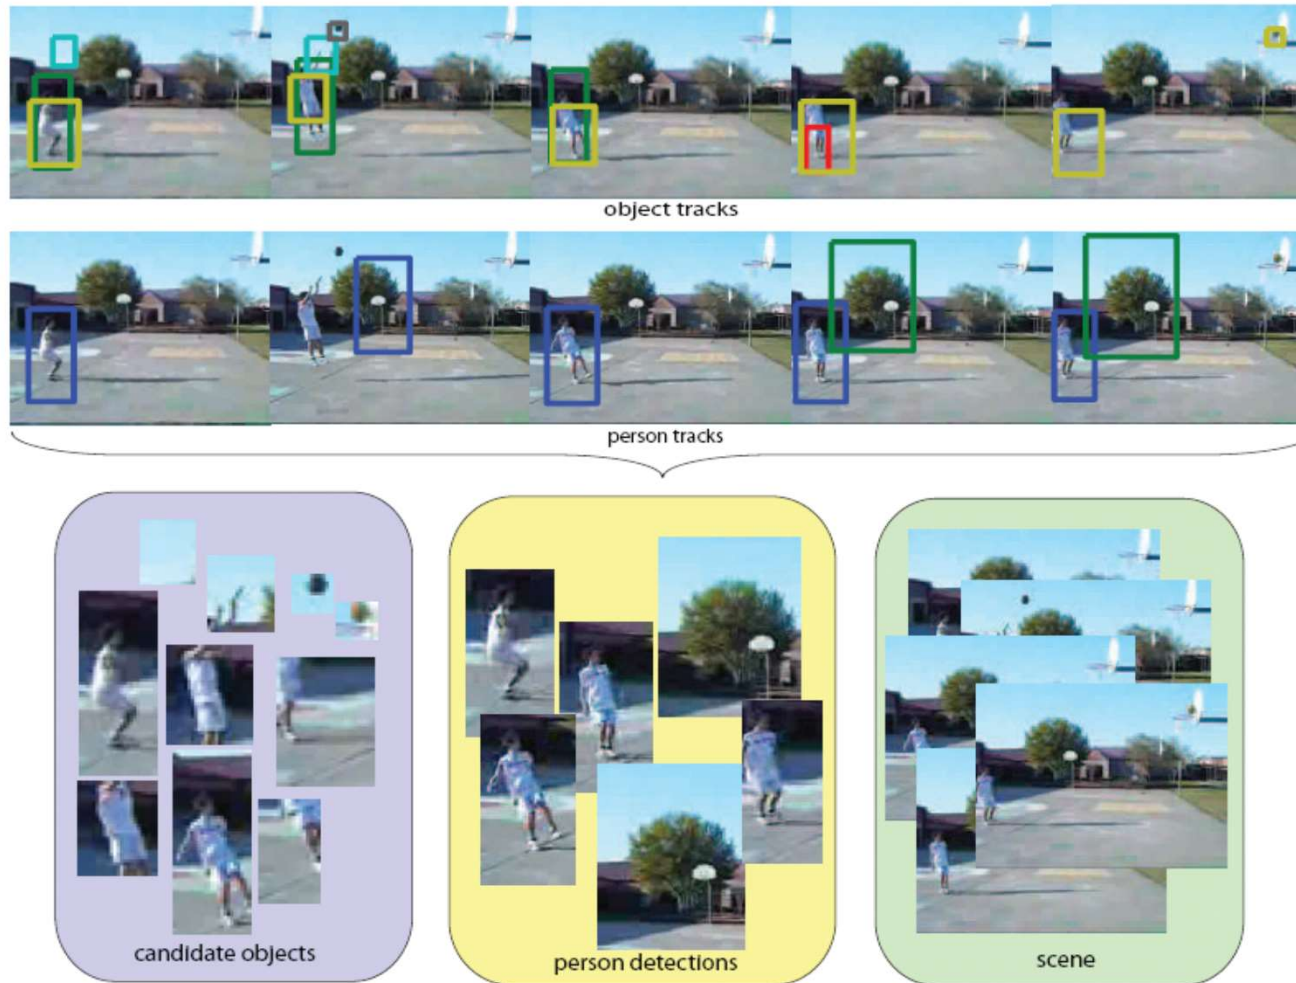 object tracks
person tracks
candidate objects
person detections
scene